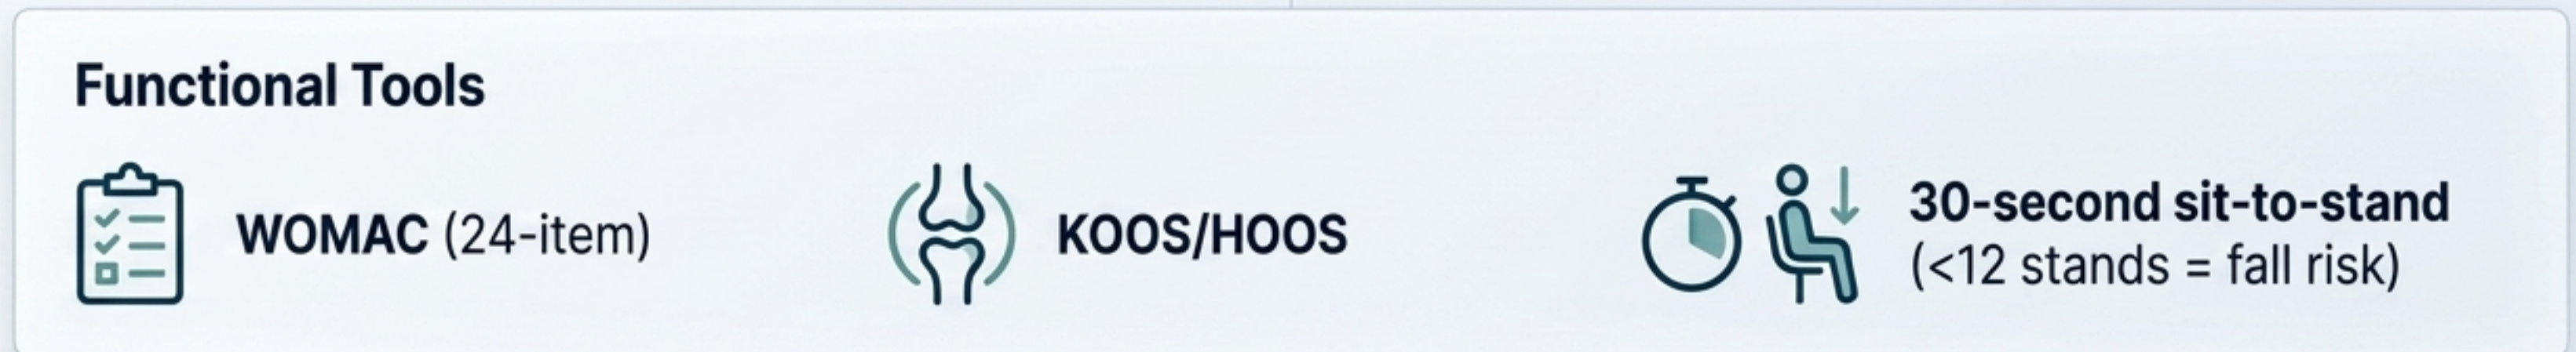 Functional Tools
WOMAC (24-item)
KOOS/HOOS
30-second sit-to-stand
(<12 stands = fall risk)